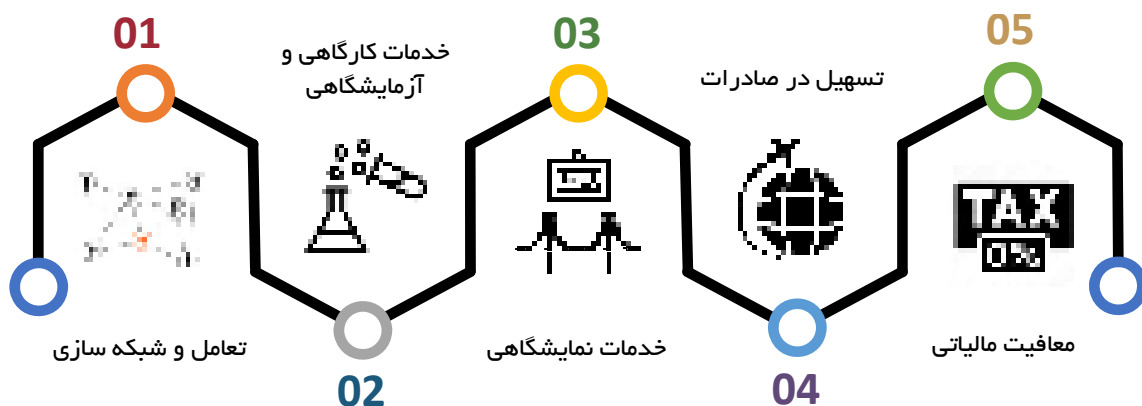 01
تعامل و شبکه سازی
خدمات کارگاهی و
آزمایشگاهی
02
03
خدمات نمایشگاهی
تسهیل در صادرات
04
05
TAX
0%
معافیت مالیاتی